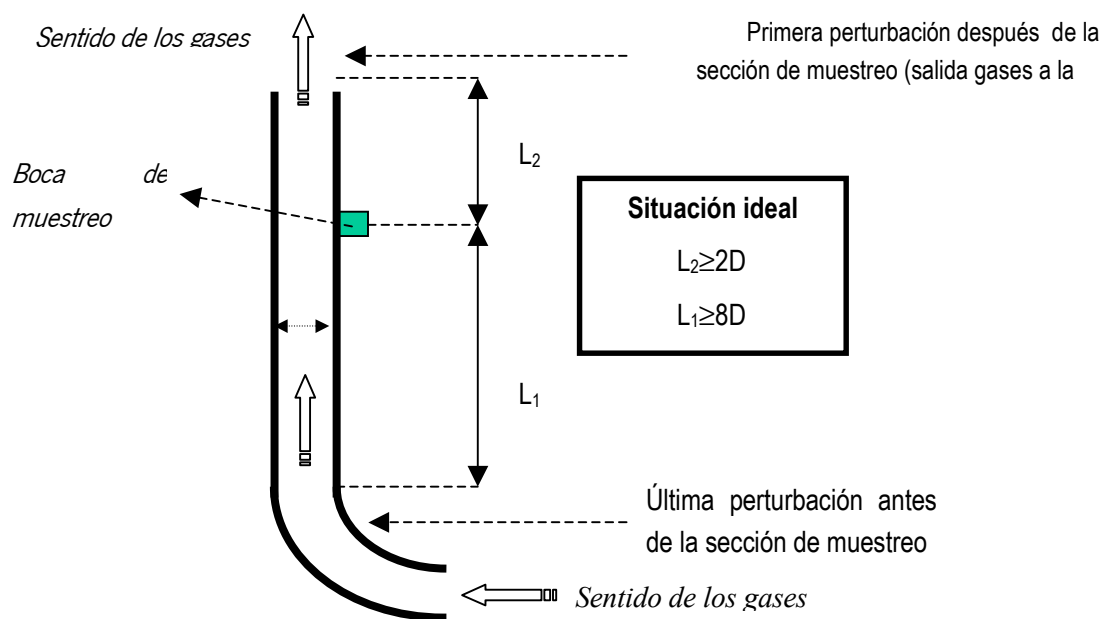 Sentido de los gases
Primera perturbación después de la
sección de muestreo (salida gases a la
L2
Boca de
muestreo
Situación ideal
L2≥2D
L1≥8D
L1
Última perturbación antes
de la sección de muestreo
Sentido de los gases